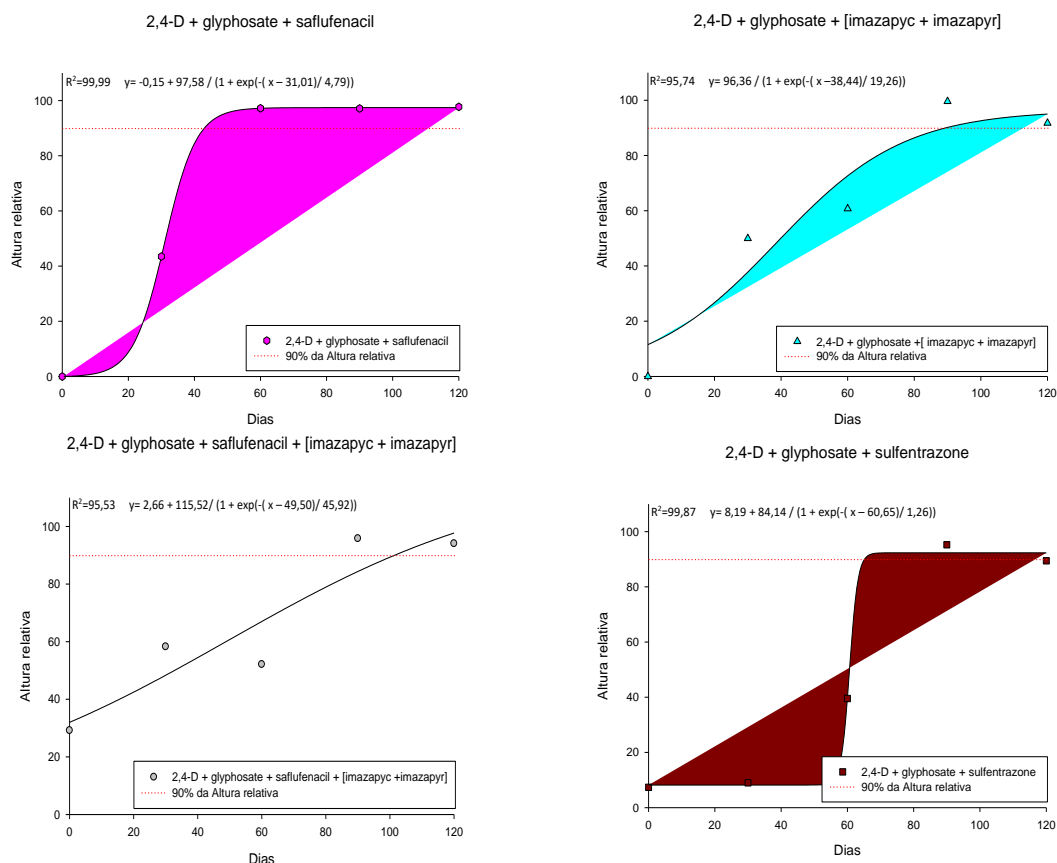 2,4-D + glyphosate + saflufenacil
R²=99,99 y= -0,15 + 97,58 / (1 + exp(-( x – 31,01)/ 4,79))
100
80
60
40
20
0
Altura relativa
2,4-D + glyphosate + saflufenacil
90% da Altura relativa
0 20 40 60 80 100 120
Dias
2,4-D + glyphosate + [imazapyc + imazapyr]
R²=95,74 y= 96,36 / (1 + exp(-( x –38,44)/ 19,26))
100
80
60
40
20
0
Altura relativa
2,4-D + glyphosate +[ imazapyc + imazapyr]
90% da Altura relativa
0 20 40 60 80 100 120
Dias
2,4-D + glyphosate + saflufenacil + [imazapyc + imazapyr]
R²=95,53 y= 2,66 + 115,52/ (1 + exp(-( x – 49,50)/ 45,92))
100
80
60
40
20
0
Altura relativa
2,4-D + glyphosate + saflufenacil + [imazapyc +imazapyr]
90% da Altura relativa
0 20 40 60 80 100 120
Dias
2,4-D + glyphosate + sulfentrazone
R²=99,87 y= 8,19 + 84,14 / (1 + exp(-( x – 60,65)/ 1,26))
100
80
60
40
20
0
Altura relativa
2,4-D + glyphosate + sulfentrazone
90% da Altura relativa
0 20 40 60 80 100 120
Dias